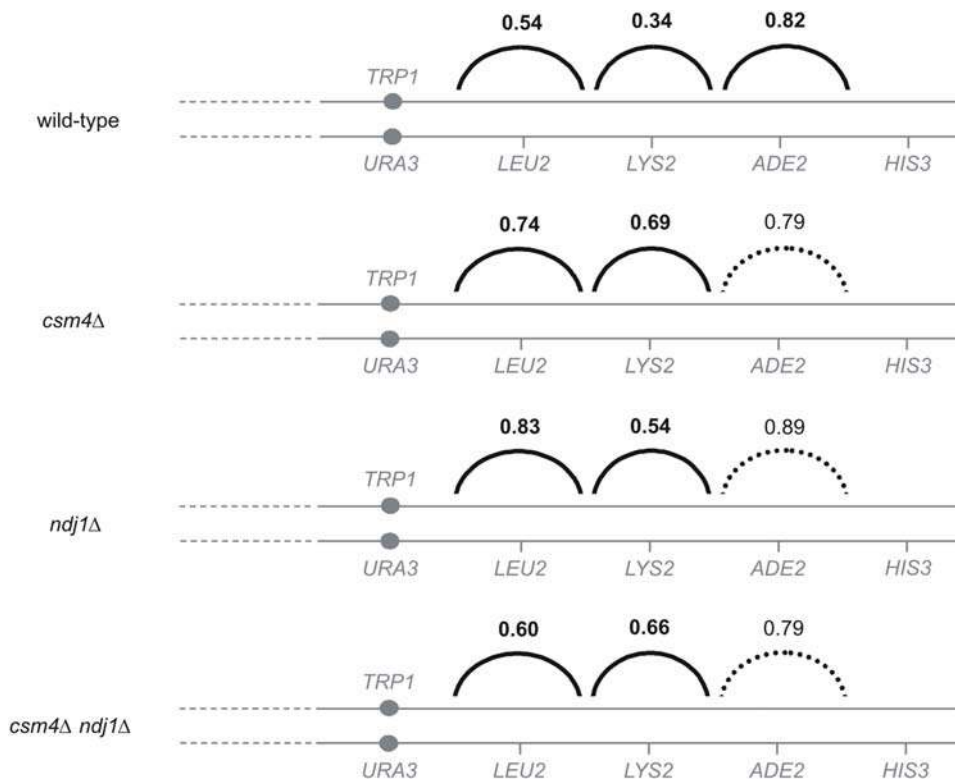 0.54 0.34 0.82
TRP1
wild-type
URA3 LEU2 LYS2 ADE2 HIS3
0.74 0.69 0.79
TRP1
csm4Δ
URA3 LEU2 LYS2 ADE2 HIS3
0.83 0.54 0.89
TRP1
ndj1Δ
URA3 LEU2 LYS2 ADE2 HIS3
0.60 0.66 0.79
TRP1
csm4Δ ndj1Δ
URA3 LEU2 LYS2 ADE2 HIS3